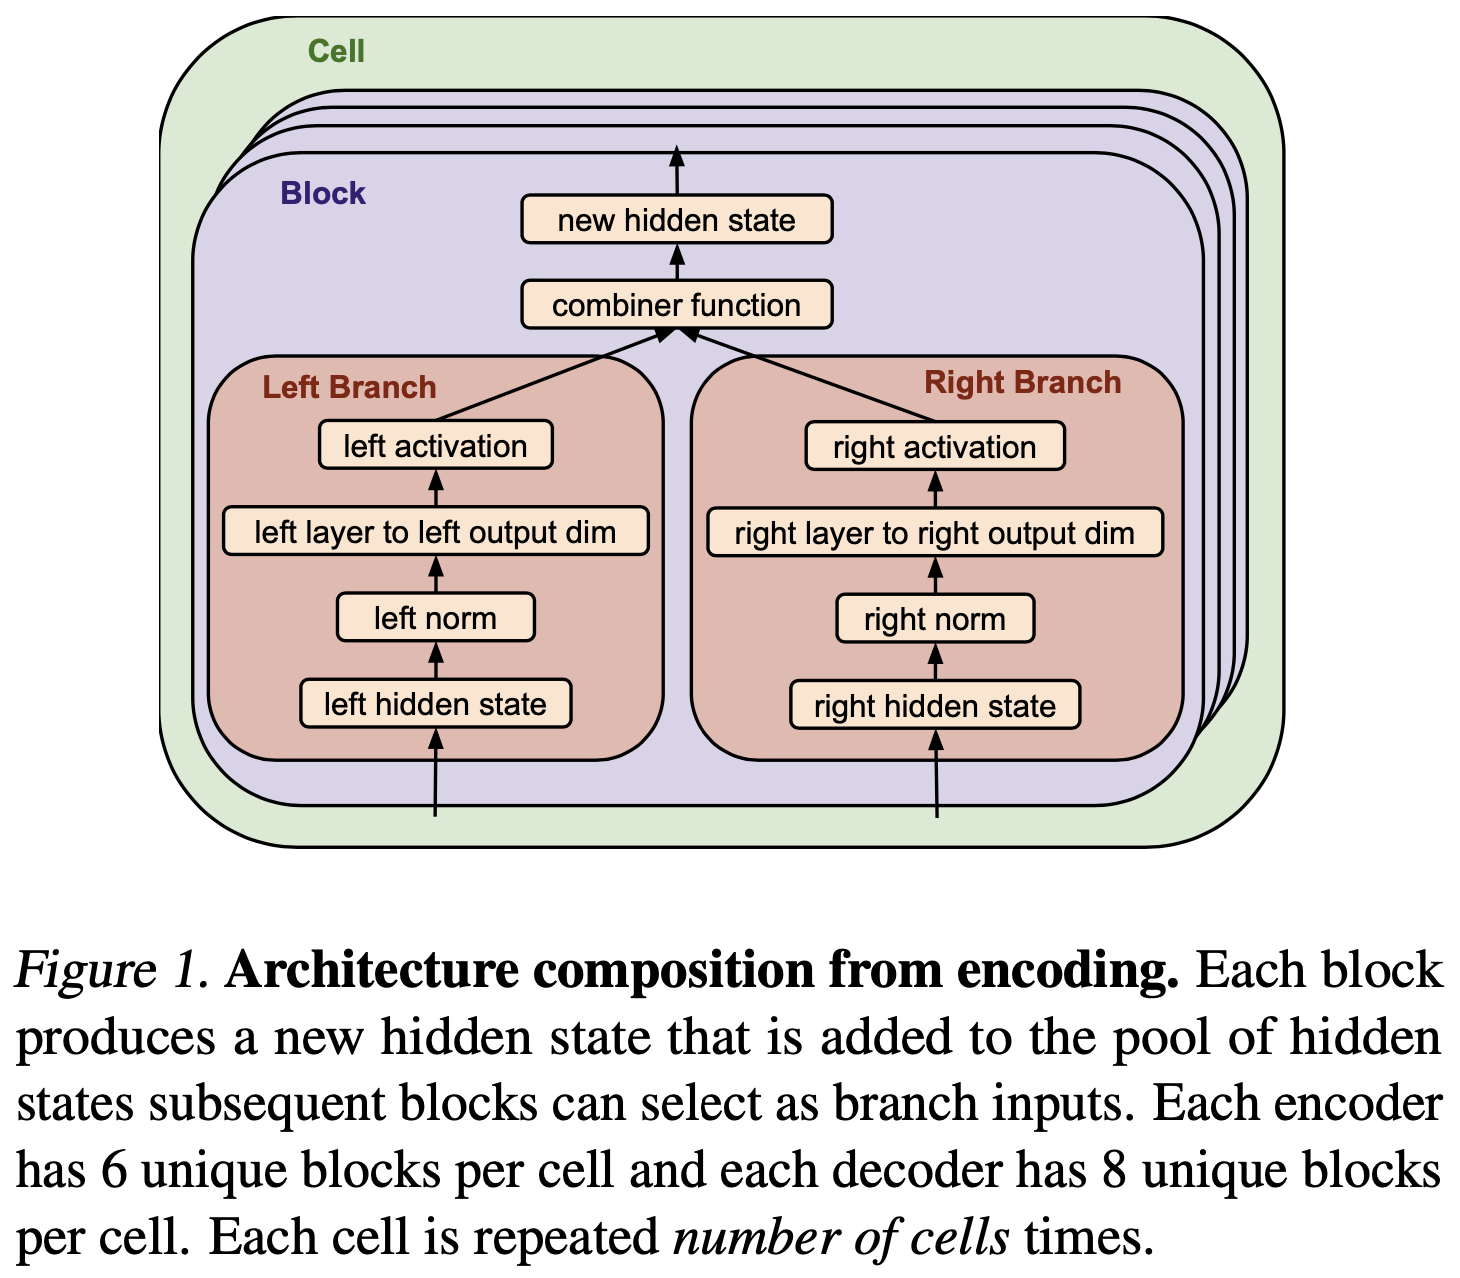 Cell
Block
new hidden state
combiner function
Left Branch
Right Branch
left activation
right activation
left layer to left output dim
right layer to right output dim
left norm
right norm
left hidden state
right hidden state
Figure 1. Architecture composition from encoding. Each block
produces a new hidden state that is added to the pool of hidden
states subsequent blocks can select as branch inputs. Each encoder
has 6 unique blocks per cell and each decoder has 8 unique blocks
per cell. Each cell is repeated number of cells times.